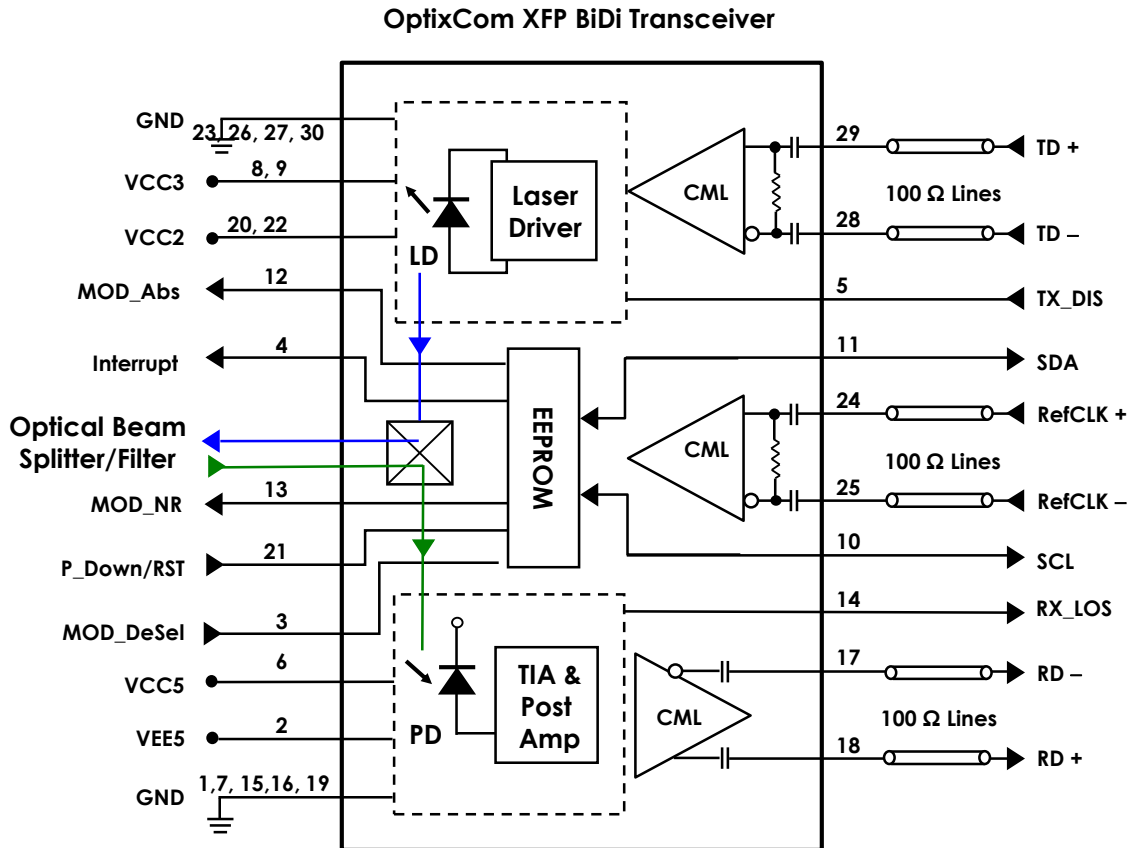 OptixCom XFP BiDi Transceiver
GND
23, 26, 27, 30
VCC3
8, 9
VCC2
20, 22
MOD_Abs
12
Interrupt
4
Optical Beam
Splitter/Filter
MOD_NR
13
P_Down/RST
21
MOD_DeSel
3
VCC5
6
VEE5
2
GND
1,7, 15,16, 19
Laser
Driver
LD
EEPROM
PD
TIA &
Post
Amp
CML
29
TD +
100 Ω Lines
28
TD –
5
TX_DIS
11
SDA
CML
24
RefCLK +
100 Ω Lines
25
RefCLK –
10
SCL
14
RX_LOS
CML
17
RD –
100 Ω Lines
18
RD +